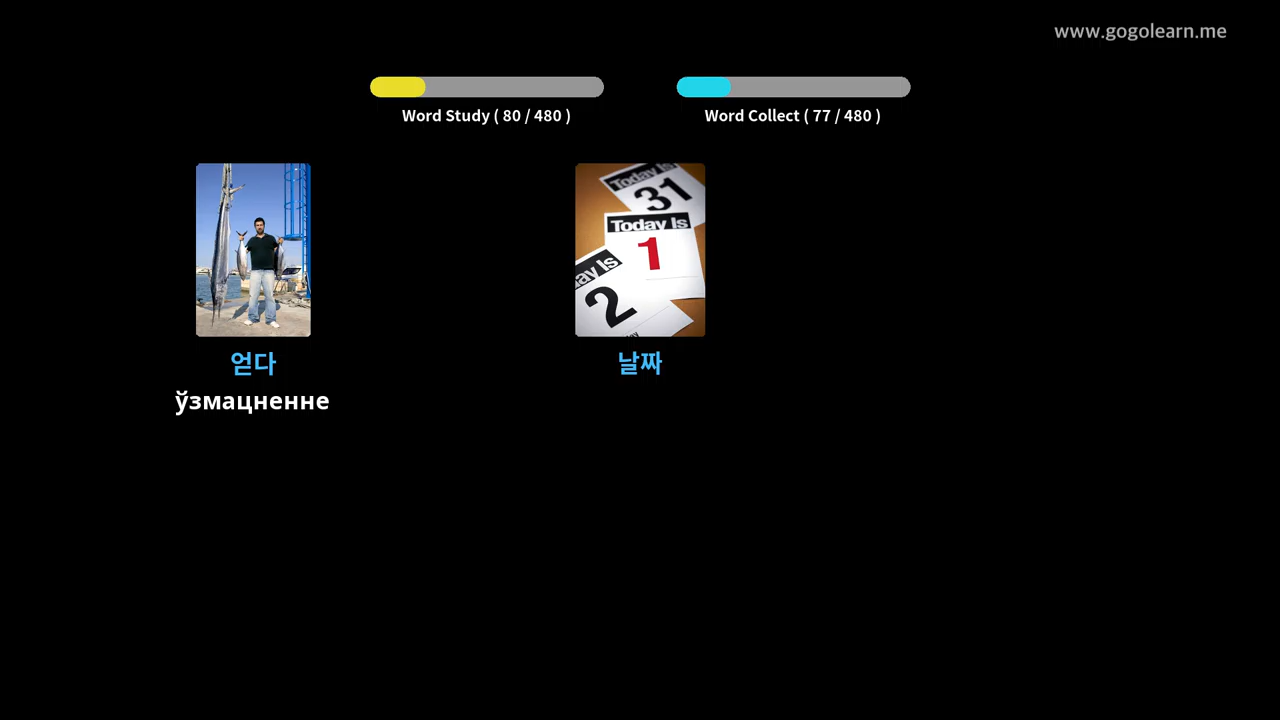 www.gogolearn.me
Word Study ( 80 / 480 )
Word Collect ( 77 / 480 )
Today Is
31
Today Is
1
ay Is
2
얻다
날짜
ўзмацненне